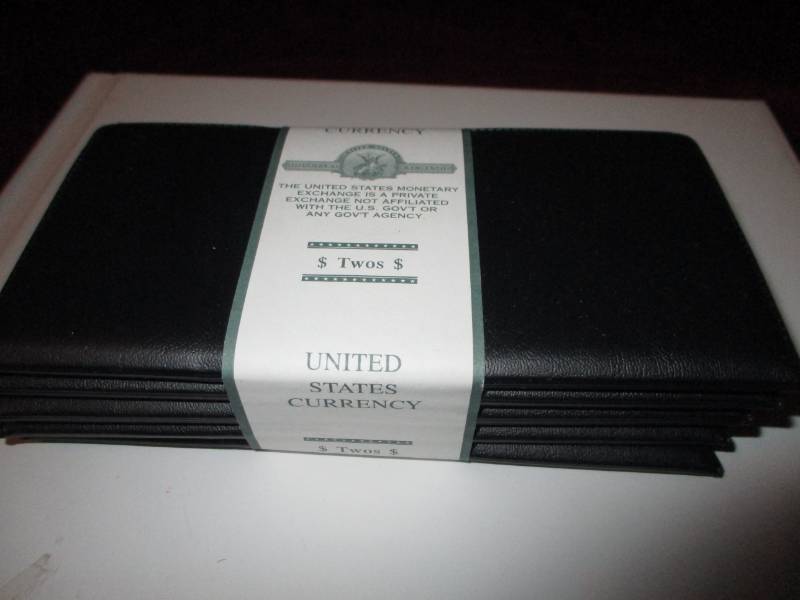 CURRENCY
THE UNITED STATES MONETARY
EXCHANGE IS A PRIVATE
EXCHANGE NOT AFFILIATED
WITH THE U.S. GOV'T OR
ANY GOV'T AGENCY.
$ Twos $
UNITED
STATES
CURRENCY
$ Twos $